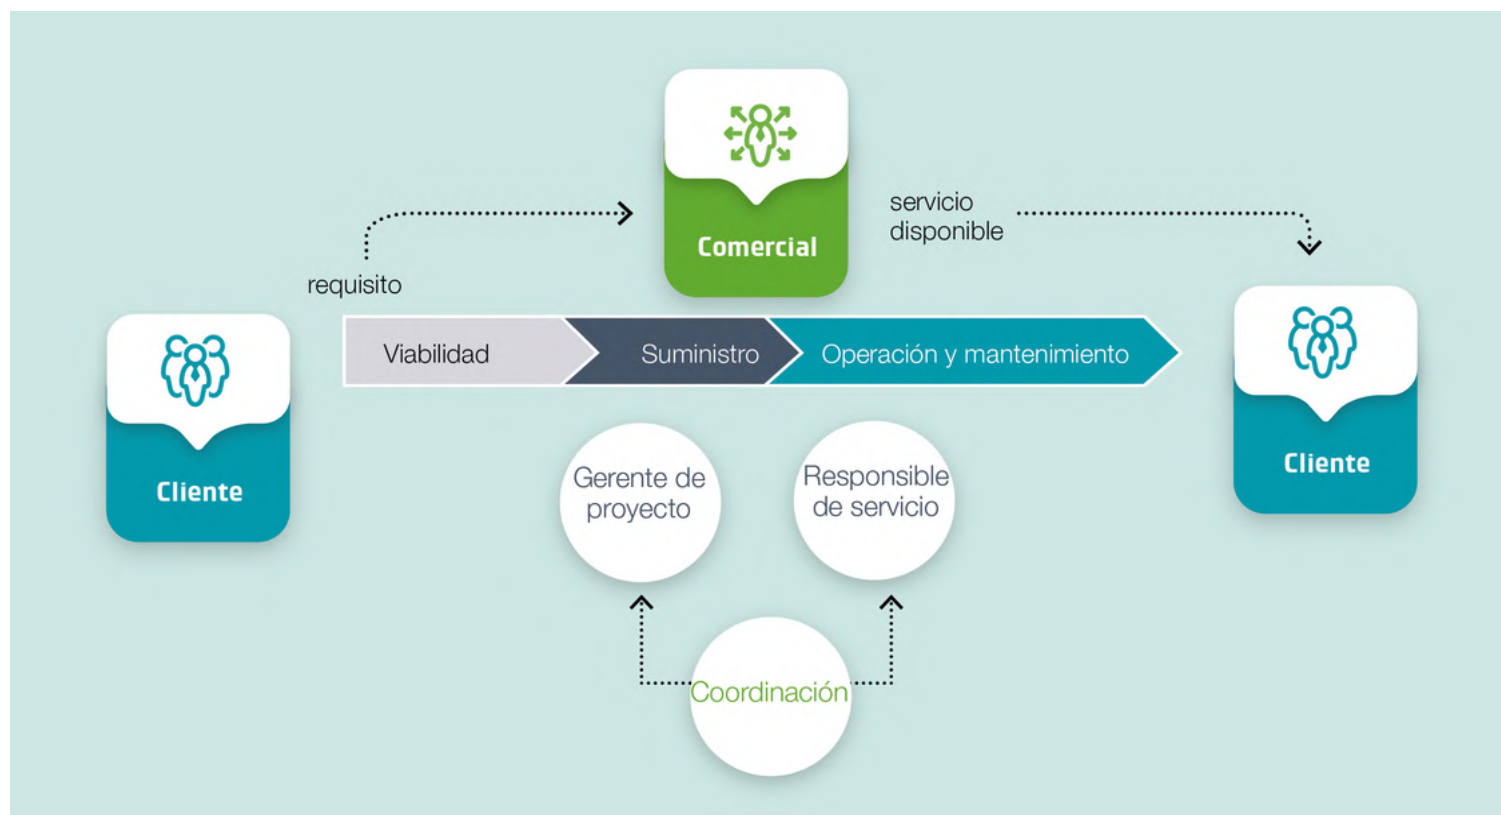 Comercial
servicio
disponible
requisito
Cliente
Viabilidad
Suministro
Operación y mantenimiento
Cliente
Gerente de
proyecto
Responsible
de servicio
Coordinación